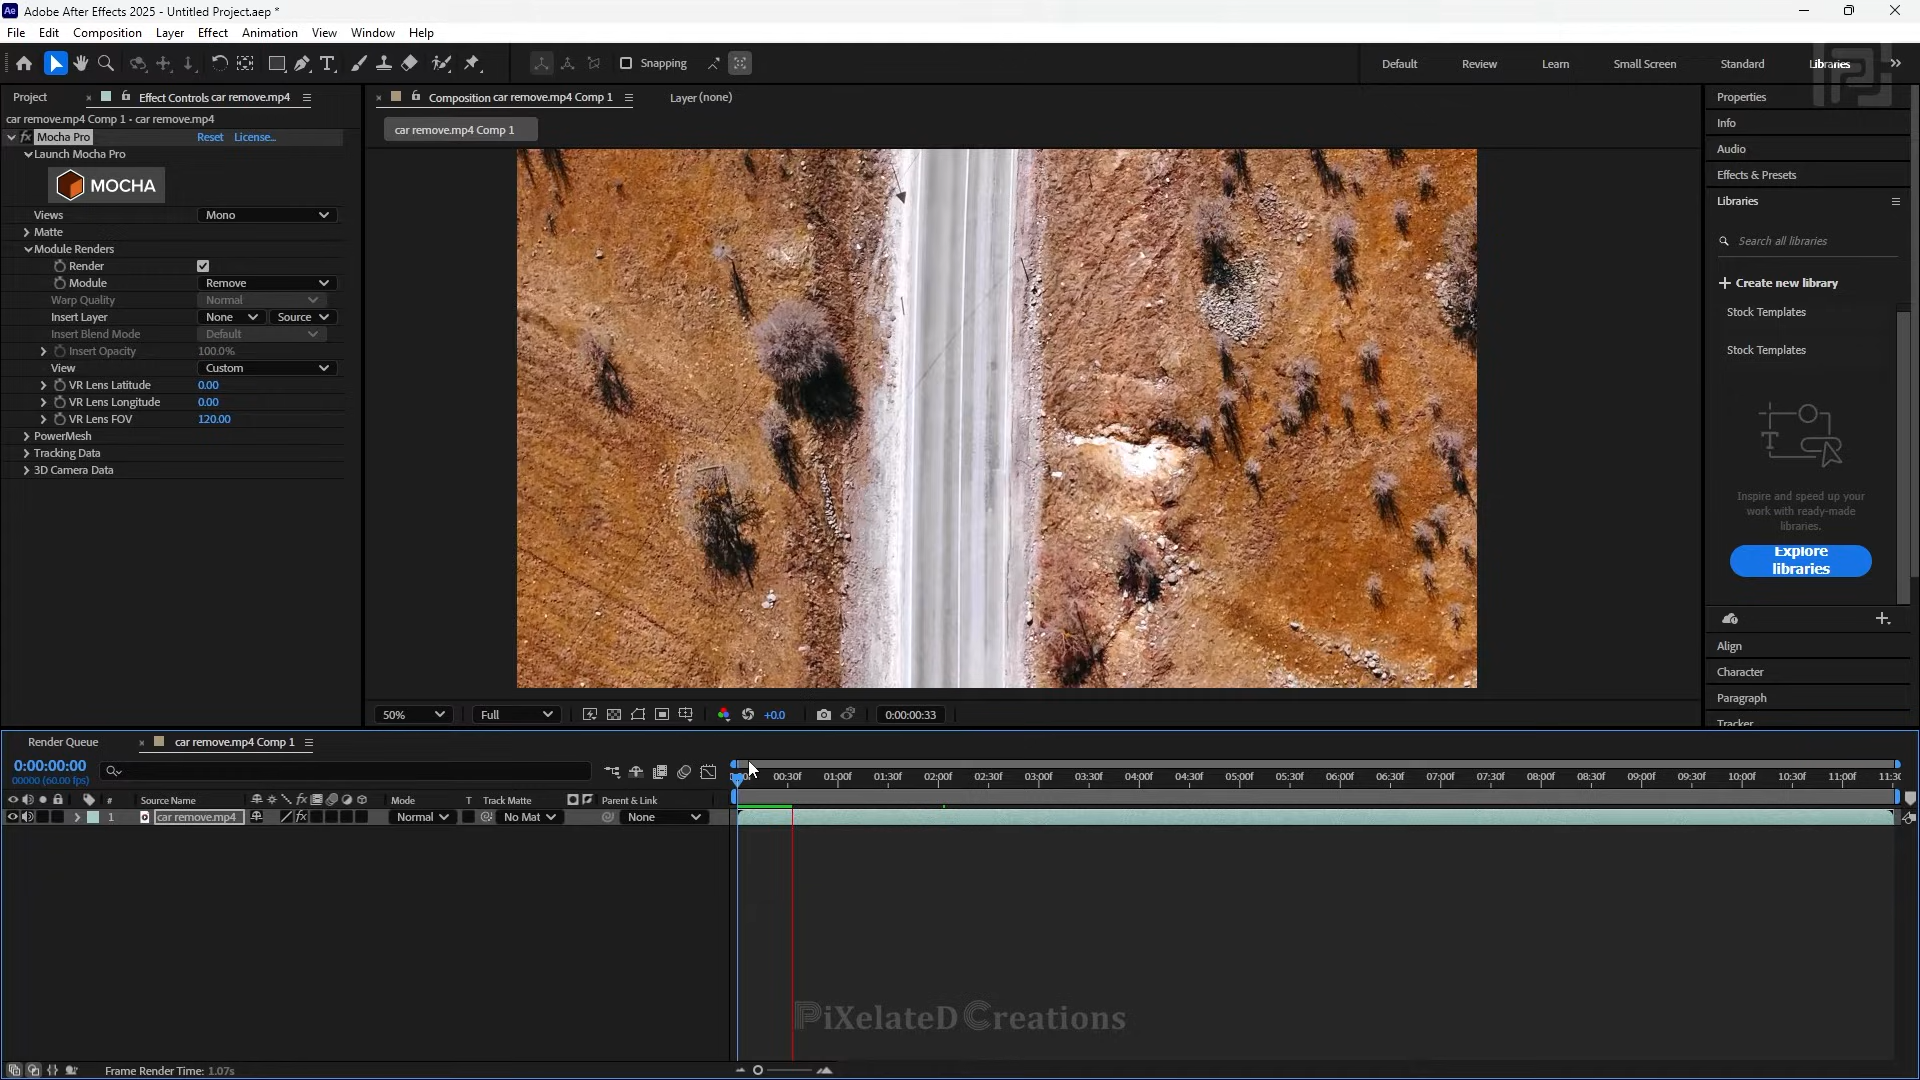 Ae Adobe After Effects 2025 - Untitled Project.aep *
File Edit Composition Layer Effect Animation View Window Help
Snapping Default Review Learn Small Screen Standard Libraries
Project Effect Controls car remove.mp4
car remove.mp4 Comp 1 - car remove.mp4
fx Mocha Pro Reset License...
Launch Mocha Pro
MOCHA
Views Mono
Matte
Module Renders
Render
Module Remove
Warp Quality Normal
Insert Layer None Source
Insert Blend Mode Default
Insert Opacity 100.0%
View Custom
VR Lens Latitude 0.00
VR Lens Longitude 0.00
VR Lens FOV 120.00
PowerMesh
Tracking Data
3D Camera Data
Composition car remove.mp4 Comp 1 Layer (none)
car remove.mp4 Comp 1
50% Full +0.0 0:00:00:33
Properties
Info
Audio
Effects & Presets
Libraries
Search all libraries
+ Create new library
Stock Templates
Stock Templates
Inspire and speed up your
work with ready-made
libraries.
Explore
libraries
Align
Character
Paragraph
Tracker
Render Queue car remove.mp4 Comp 1
0:00:00:00
00000 (60.00 fps)
00:30f 01:00f 01:30f 02:00f 02:30f 03:00f 03:30f 04:00f 04:30f 05:00f 05:30f 06:00f 06:30f 07:00f 07:30f 08:00f 08:30f 09:00f 09:30f 10:00f 10:30f 11:00f 11:30f
# Source Name fx Mode T Track Matte Parent & Link
1 car remove.mp4 fx Normal No Mat None
PiXelateD Creations
Frame Render Time: 1.07s